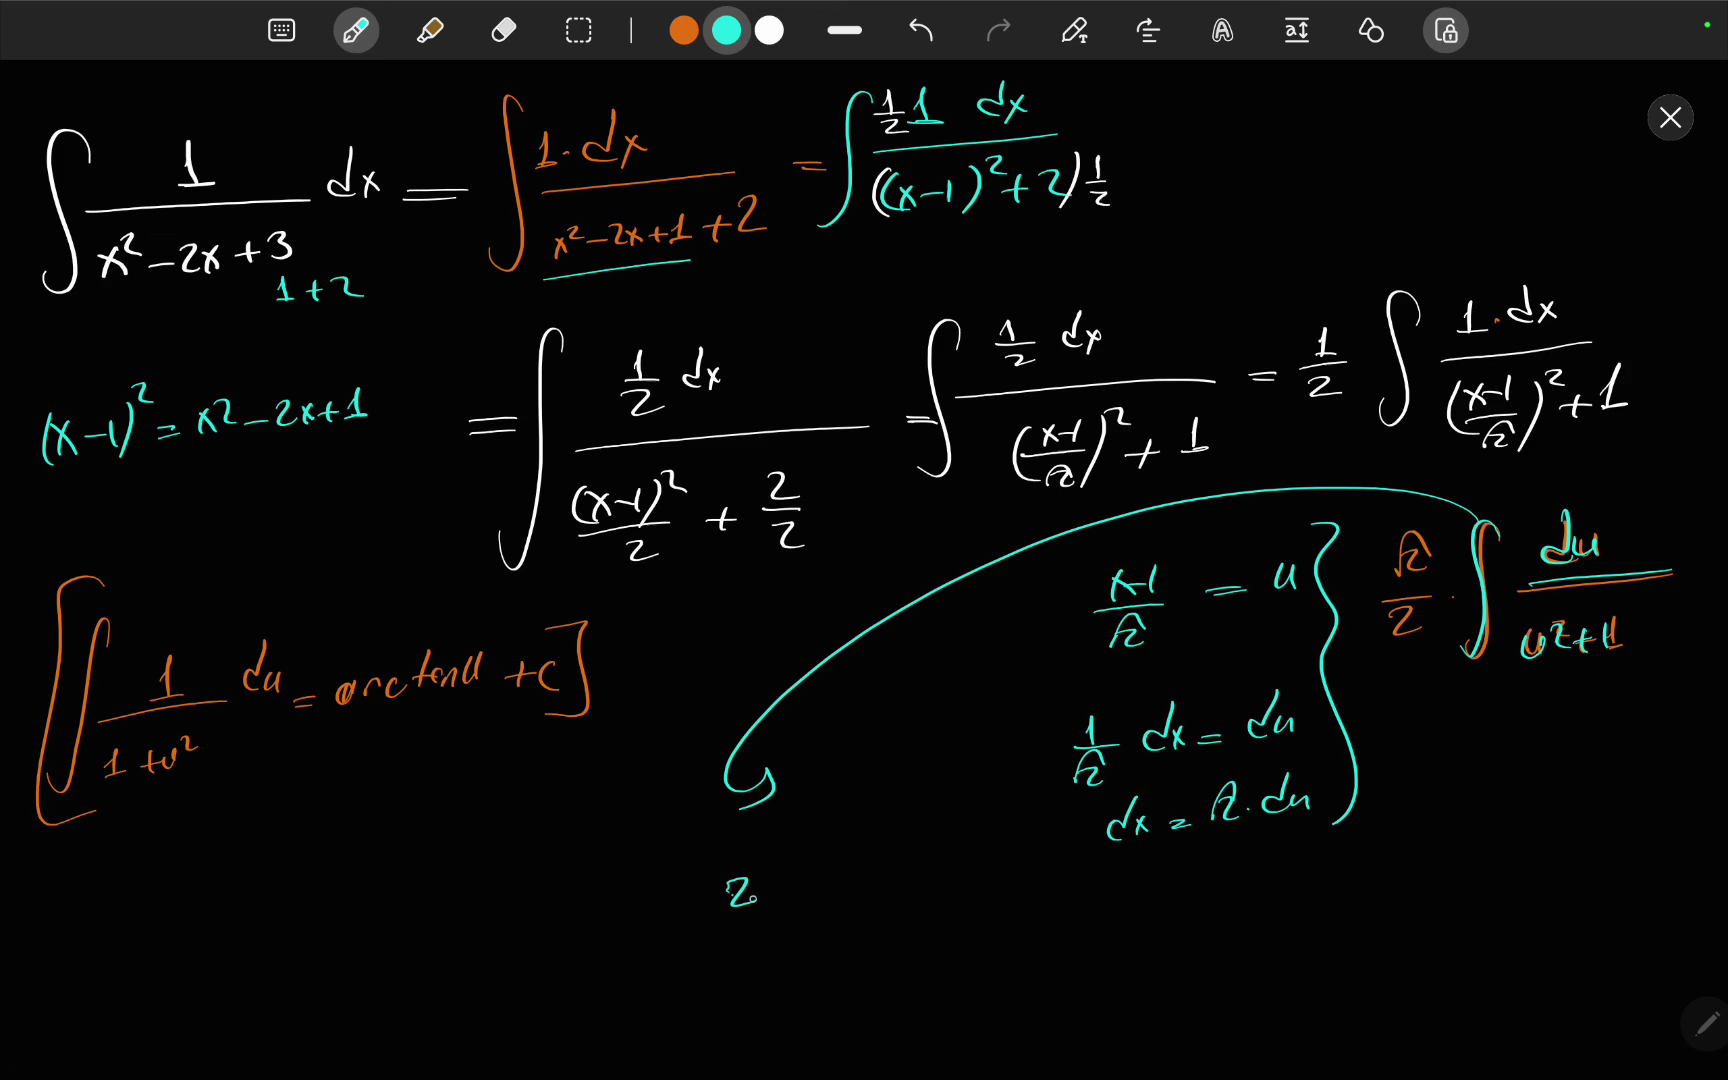 ∫ 1/(x² - 2x + 3) dx = ∫ 1·dx/(x² - 2x + 1 + 2) = ∫ (1/2) 1 dx/(((x-1)² + 2) 1/2)
1 + 2
(x-1)² = x² - 2x + 1
= ∫ (1/2 dx)/((x-1)²/2 + 2/2) = ∫ (1/2 dx)/(((x-1)/√2)² + 1) = 1/2 ∫ 1·dx/(((x-1)/√2)² + 1)
(x-1)/√2 = u } √2/2 · ∫ du/(u² + 1)
[∫ 1/(1+u²) du = arctanu + c]
1/√2 dx = du
dx = √2 · du